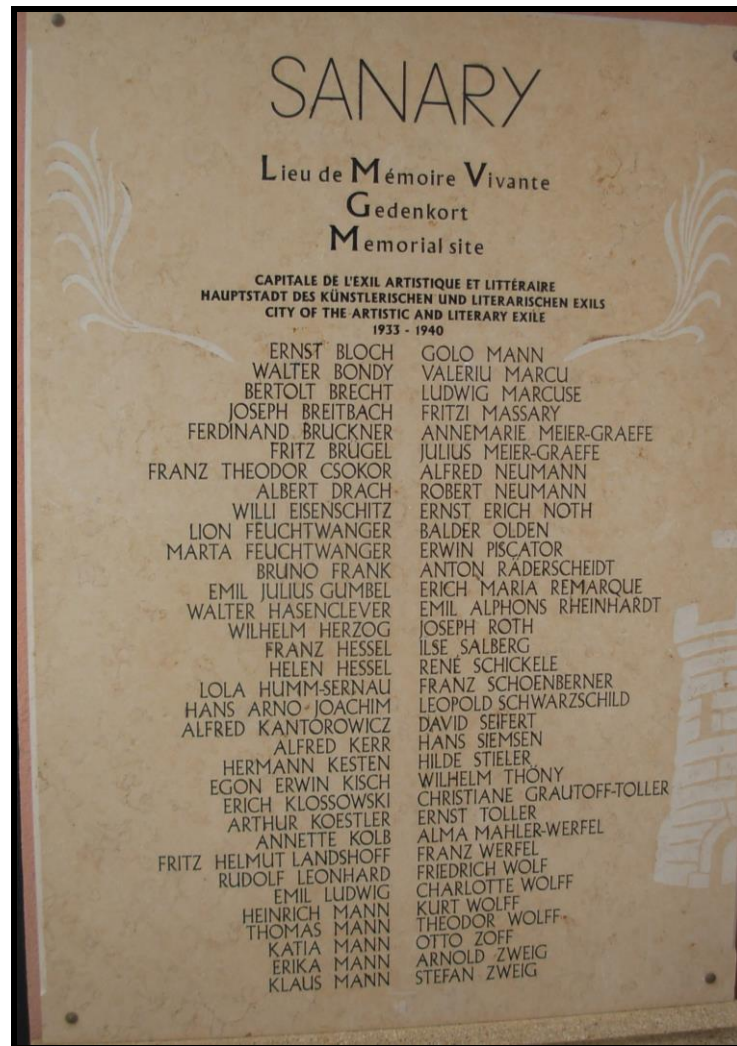 SANARY
Lieu de Mémoire Vivante
Gedenkort
Memorial site
CAPITALE DE L'EXIL ARTISTIQUE ET LITTÉRAIRE
HAUPTSTADT DES KÜNSTLERISCHEN UND LITERARISCHEN EXILS
CITY OF THE ARTISTIC AND LITERARY EXILE
1933 - 1940
ERNST BLOCH
WALTER BONDY
BERTOLT BRECHT
JOSEPH BREITBACH
FERDINAND BRUCKNER
FRITZ BRÜGEL
FRANZ THEODOR CSOKOR
ALBERT DRACH
WILLI EISENSCHITZ
LION FEUCHTWANGER
MARTA FEUCHTWANGER
BRUNO FRANK
EMIL JULIUS GUMBEL
WALTER HASENCLEVER
WILHELM HERZOG
FRANZ HESSEL
HELEN HESSEL
LOLA HUMM-SERNAU
HANS ARNO JOACHIM
ALFRED KANTOROWICZ
ALFRED KERR
HERMANN KESTEN
EGON ERWIN KISCH
ERICH KLOSSOWSKI
ARTHUR KOESTLER
ANNETTE KOLB
FRITZ HELMUT LANDSHOFF
RUDOLF LEONHARD
EMIL LUDWIG
HEINRICH MANN
THOMAS MANN
KATIA MANN
ERIKA MANN
KLAUS MANN
GOLO MANN
VALERIU MARCU
LUDWIG MARCUSE
FRITZI MASSARY
ANNEMARIE MEIER-GRAEFE
JULIUS MEIER-GRAEFE
ALFRED NEUMANN
ROBERT NEUMANN
ERNST ERICH NOTH
BALDER OLDEN
ERWIN PISCATOR
ANTON RÄDERSCHEIDT
ERICH MARIA REMARQUE
EMIL ALPHONS RHEINHARDT
JOSEPH ROTH
ILSE SALBERG
RENÉ SCHICKELE
FRANZ SCHOENBERNER
LEOPOLD SCHWARZSCHILD
DAVID SEIFERT
HANS SIEMSEN
HILDE STIELER
WILHELM THÖNY
CHRISTIANE GRAUTOFF-TOLLER
ERNST TOLLER
ALMA MAHLER-WERFEL
FRANZ WERFEL
FRIEDRICH WOLF
CHARLOTTE WOLFF
KURT WOLFF
THEODOR WOLFF
OTTO ZOFF
ARNOLD ZWEIG
STEFAN ZWEIG